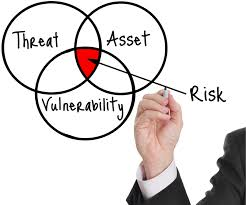 Threat
Asset
Vulnerability
Risk